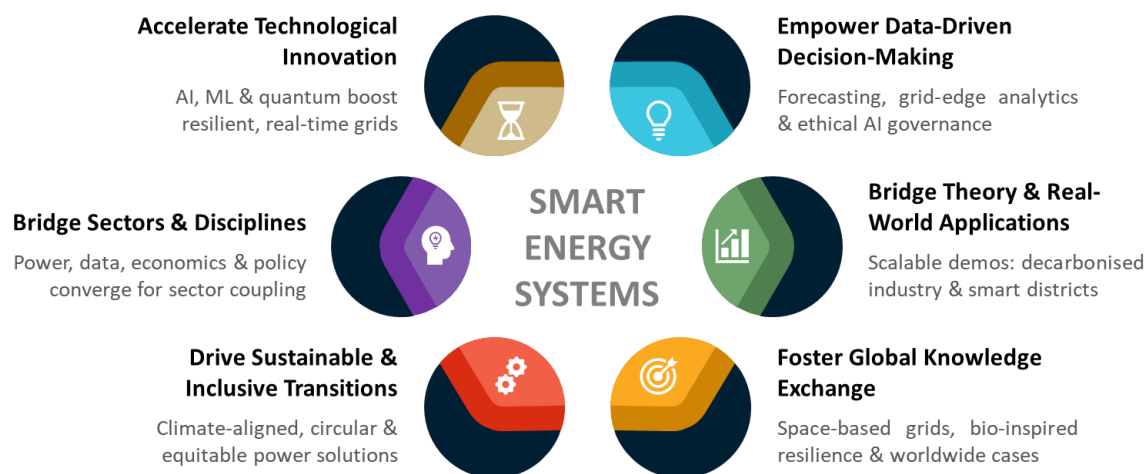 Accelerate Technological
Innovation
AI, ML & quantum boost
resilient, real-time grids
Empower Data-Driven
Decision-Making
Forecasting, grid-edge analytics
& ethical AI governance
Bridge Sectors & Disciplines
Power, data, economics & policy
converge for sector coupling
SMART
ENERGY
SYSTEMS
Bridge Theory & Real-
World Applications
Scalable demos: decarbonised
industry & smart districts
Drive Sustainable &
Inclusive Transitions
Climate-aligned, circular &
equitable power solutions
Foster Global Knowledge
Exchange
Space-based grids, bio-inspired
resilience & worldwide cases